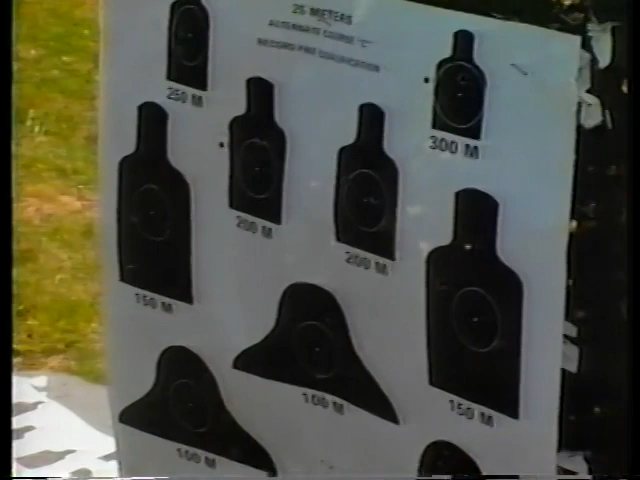 25 METERS
ALTERNATE COURSE "C"
RECORD FIRE QUALIFICATION
250 M
300 M
200 M
200 M
150 M
100 M
150 M
100 M